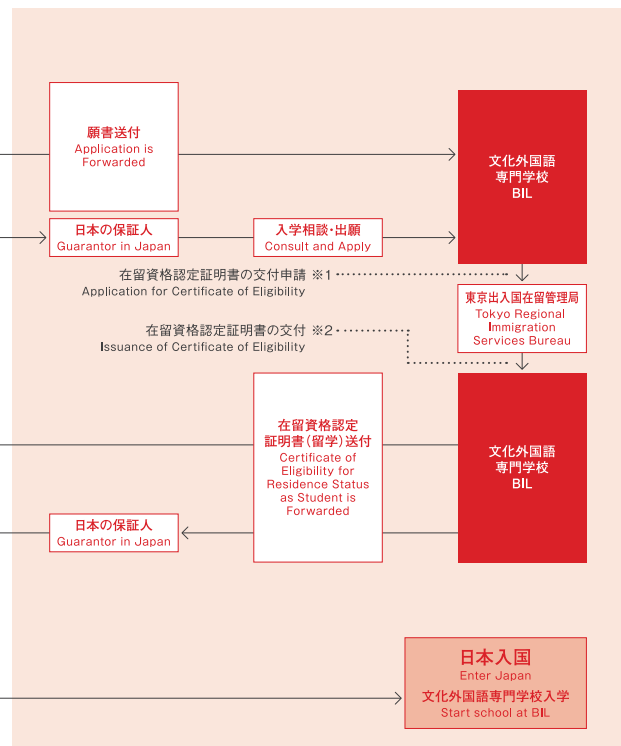 願書送付
Application is
Forwarded
文化外国語
専門学校
BIL
日本の保証人
Guarantor in Japan
入学相談・出願
Consult and Apply
在留資格認定証明書の交付申請 ※1
Application for Certificate of Eligibility
東京出入国在留管理局
Tokyo Regional
Immigration
Services Bureau
在留資格認定証明書の交付 ※2
Issuance of Certificate of Eligibility
在留資格認定
証明書(留学)送付
Certificate of
Eligibility for
Residence Status
as Student is
Forwarded
文化外国語
専門学校
BIL
日本の保証人
Guarantor in Japan
日本入国
Enter Japan
文化外国語専門学校入学
Start school at BIL